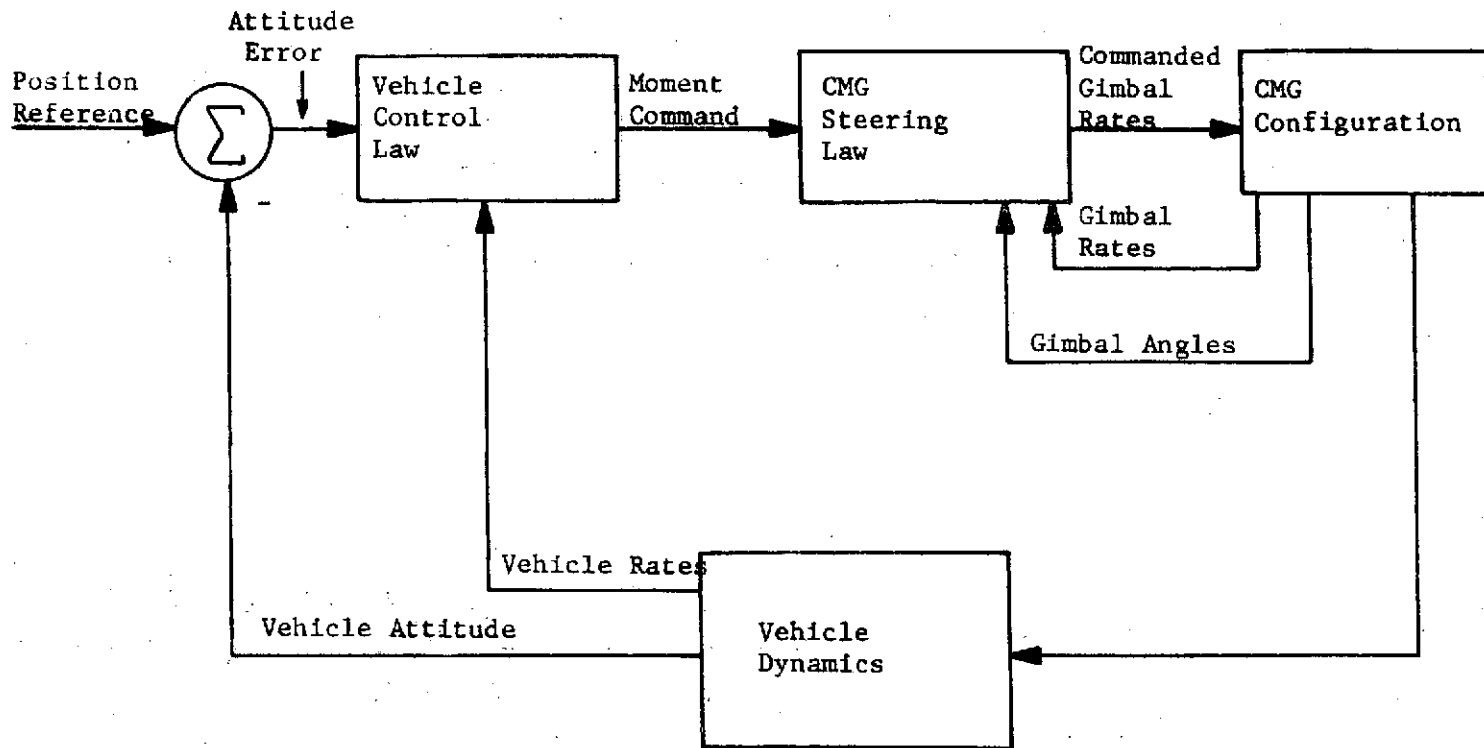 Attitude
Error
Position
Reference
Σ
-
Vehicle
Control
Law
Moment
Command
CMG
Steering
Law
Commanded
Gimbal
Rates
CMG
Configuration
Gimbal
Rates
Gimbal Angles
Vehicle Rates
Vehicle Attitude
Vehicle
Dynamics